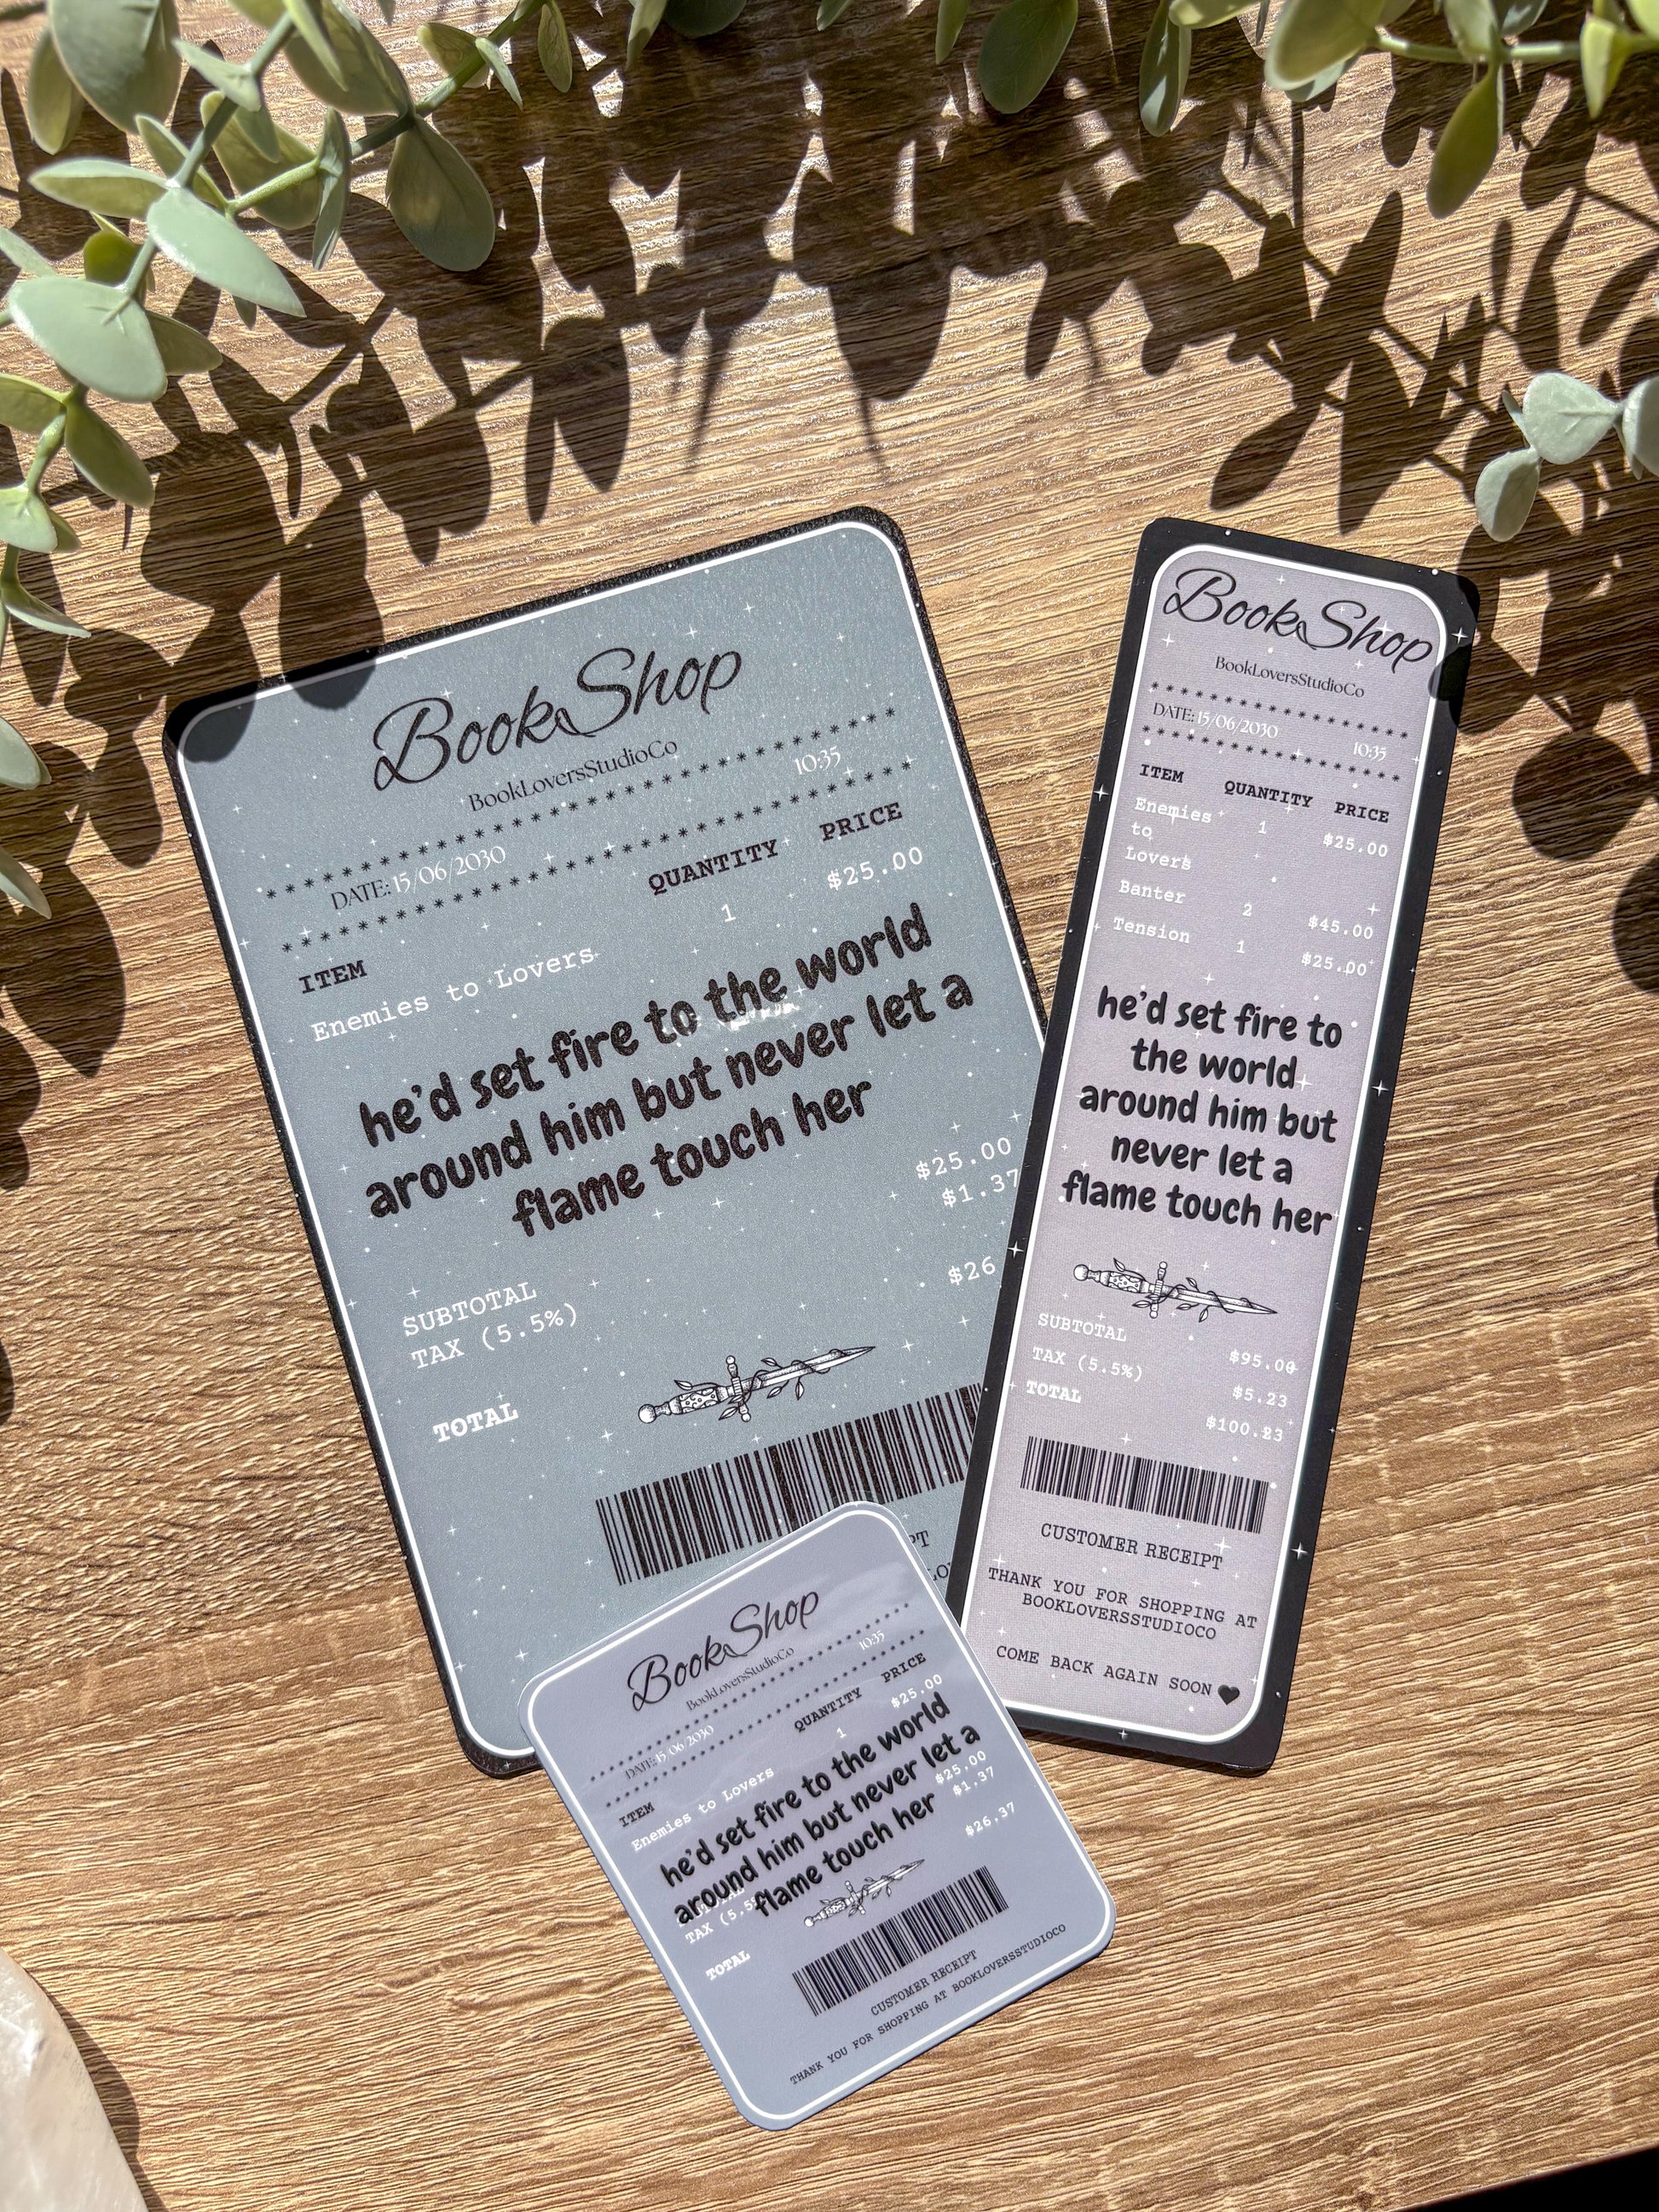 BookShop
BookLoversStudioCo
* * * * * * * * * * * * * * * * * * * * * * * * * * * * * * * *
DATE: 15/06/2030 10:35
* * * * * * * * * * * * * * * * * * * * * * * * * * * * * * * *
ITEM QUANTITY PRICE
Enemies to Lovers 1 $25.00
he'd set fire to the world
around him but never let a
flame touch her
SUBTOTAL $25.00
TAX (5.5%) $1.37
TOTAL $26
BookShop
BookLoversStudioCo
* * * * * * * * * * * * * * * * * *
DATE: 15/06/2030 10:35
* * * * * * * * * * * * * * * * * *
ITEM QUANTITY PRICE
Enemies 1 $25.00
to
Lovers
Banter 2 $45.00
Tension 1 $25.00
he'd set fire to
the world
around him but
never let a
flame touch her
SUBTOTAL $95.00
TAX (5.5%) $5.23
TOTAL $100.23
CUSTOMER RECEIPT
THANK YOU FOR SHOPPING AT
BOOKLOVERSSTUDIOCO
COME BACK AGAIN SOON ♥
BookShop
BookLoversStudioCo
* * * * * * * * * * * * * * * * * * * * * * * * * * * * * * * *
DATE: 15/06/2030 10:35
* * * * * * * * * * * * * * * * * * * * * * * * * * * * * * * *
ITEM QUANTITY PRICE
Enemies to Lovers 1 $25.00
he'd set fire to the world
around him but never let a
flame touch her
$25.00
TAX (5.5 $1.37
TOTAL $26.37
CUSTOMER RECEIPT
THANK YOU FOR SHOPPING AT BOOKLOVERSSTUDIOCO